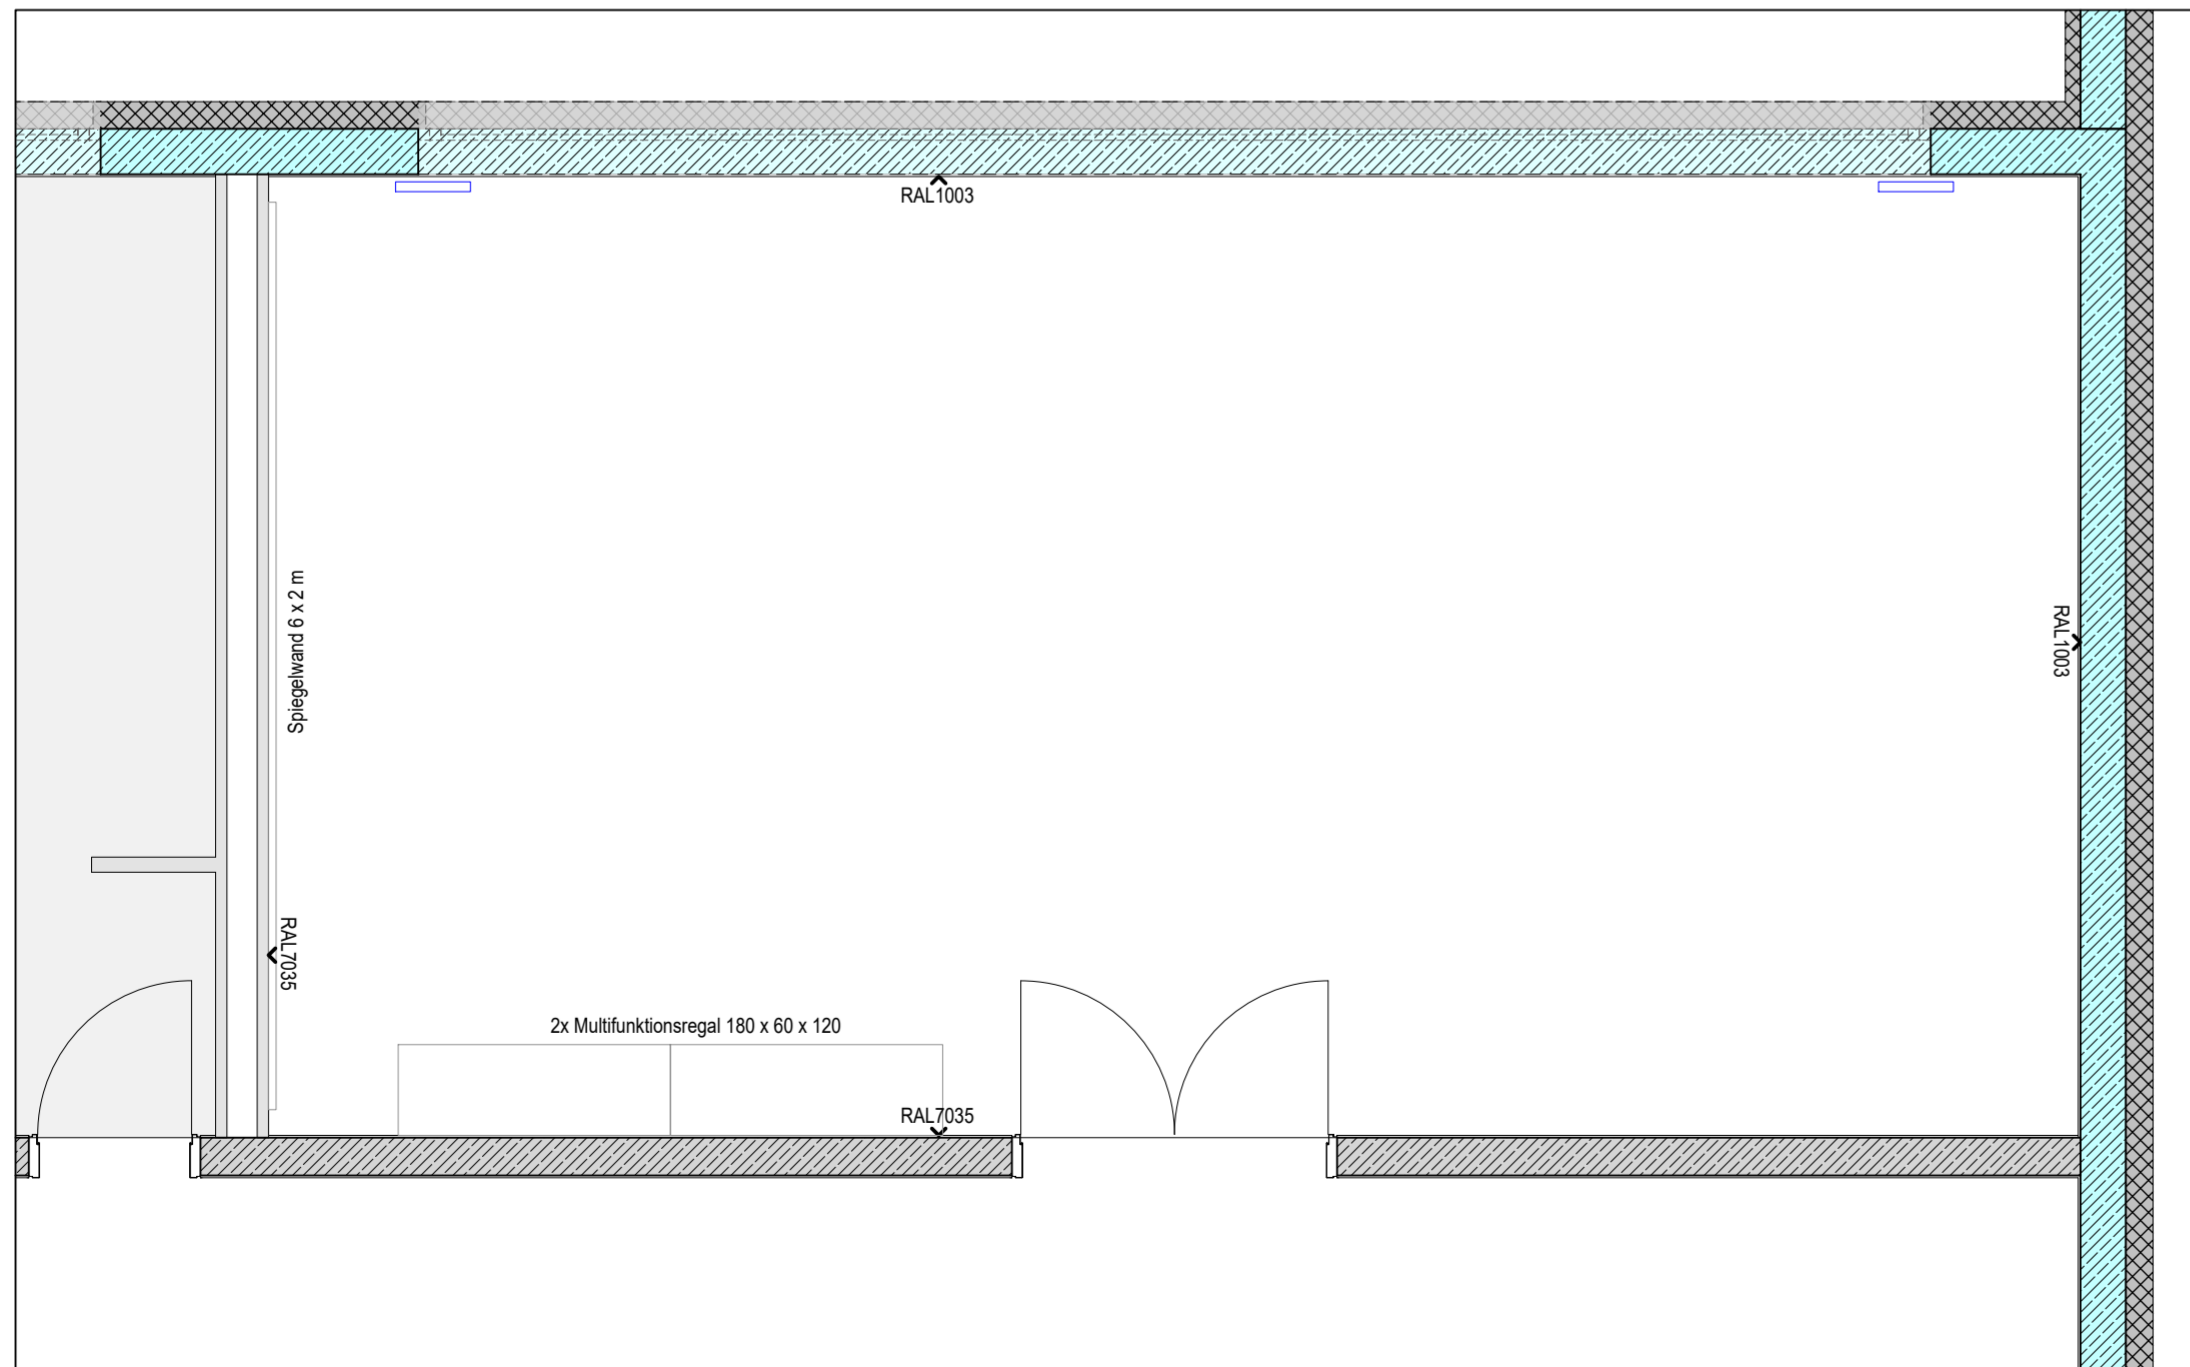 RAL1003
Spiegelwand 6 x 2 m
RAL1003
RAL7035
2x Multifunktionsregal 180 x 60 x 120
RAL7035